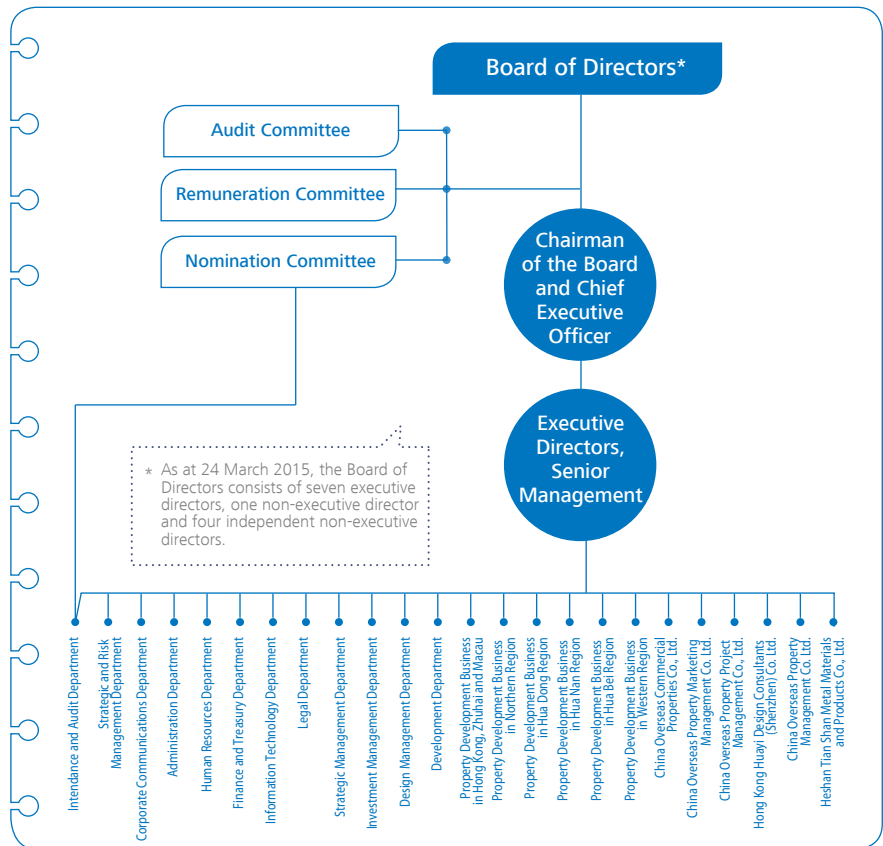 Board of Directors*
Audit Committee
Remuneration Committee
Nomination Committee
Chairman
of the Board
and Chief
Executive
Officer
Executive
Directors,
Senior
Management
* As at 24 March 2015, the Board of
Directors consists of seven executive
directors, one non-executive director
and four independent non-executive
directors.
Intendance and Audit Department
Strategic and Risk
Management Department
Corporate Communications Department
Administration Department
Human Resources Department
Finance and Treasury Department
Information Technology Department
Legal Department
Strategic Management Department
Investment Management Department
Design Management Department
Development Department
Property Development Business
in Hong Kong, Zhuhai and Macau
Property Development Business
in Northern Region
Property Development Business
in Hua Dong Region
Property Development Business
in Hua Nan Region
Property Development Business
in Hua Bei Region
Property Development Business
in Western Region
China Overseas Commercial
Properties Co., Ltd.
China Overseas Property Marketing
Management Co. Ltd.
China Overseas Property Project
Management Co., Ltd.
Hong Kong Huayi Design Consultants
(Shenzhen) Co. Ltd.
China Overseas Property
Management Co. Ltd.
Heshan Tian Shan Metal Materials
and Products Co., Ltd.